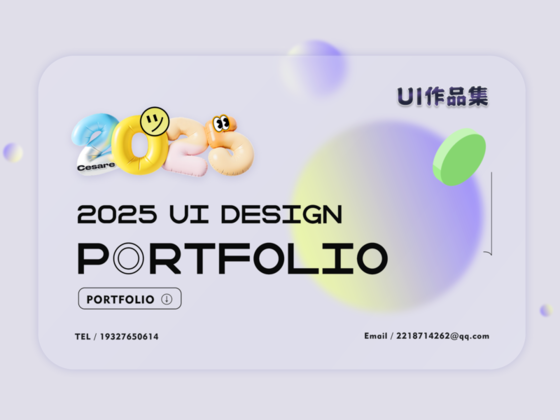 UI作品集
2025
Cesare
2025 UI DESIGN
PORTFOLIO
PORTFOLIO
TEL / 19327650614
Email / 2218714262@qq.com